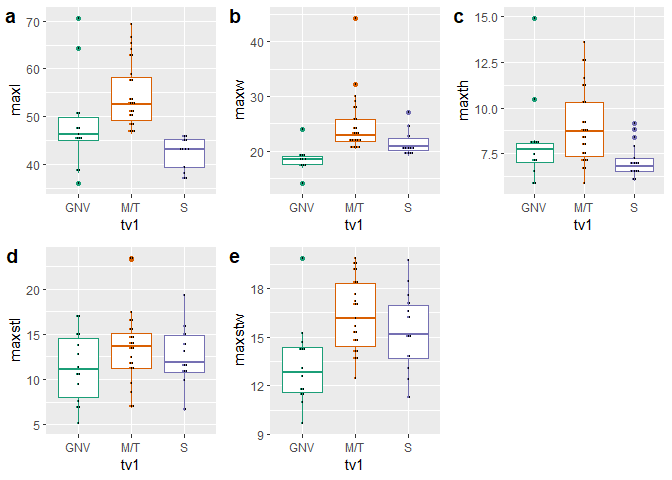 a
maxl
70
60
50
40
GNV M/T S
tv1
b
maxw
40
30
20
GNV M/T S
tv1
c
maxth
15.0
12.5
10.0
7.5
GNV M/T S
tv1
d
maxstl
20
15
10
5
GNV M/T S
tv1
e
maxstw
18
15
12
9
GNV M/T S
tv1